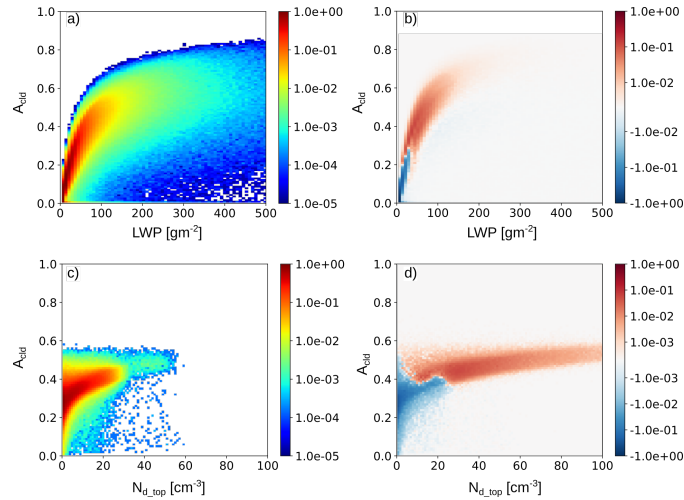 a)
1.0
0.8
0.6
0.4
0.2
0.0
A_cld
0 100 200 300 400 500
LWP [gm⁻²]
1.0e+00
1.0e-01
1.0e-02
1.0e-03
1.0e-04
1.0e-05
b)
1.0
0.8
0.6
0.4
0.2
0.0
A_cld
0 100 200 300 400 500
LWP [gm⁻²]
1.0e+00
1.0e-01
1.0e-02
-1.0e-02
-1.0e-01
-1.0e+00
c)
1.0
0.8
0.6
0.4
0.2
0.0
A_cld
0 20 40 60 80 100
N_d_top [cm⁻³]
1.0e+00
1.0e-01
1.0e-02
1.0e-03
1.0e-04
1.0e-05
d)
1.0
0.8
0.6
0.4
0.2
0.0
A_cld
0 20 40 60 80 100
N_d_top [cm⁻³]
1.0e+00
1.0e-01
1.0e-02
1.0e-03
-1.0e-03
-1.0e-02
-1.0e-01
-1.0e+00